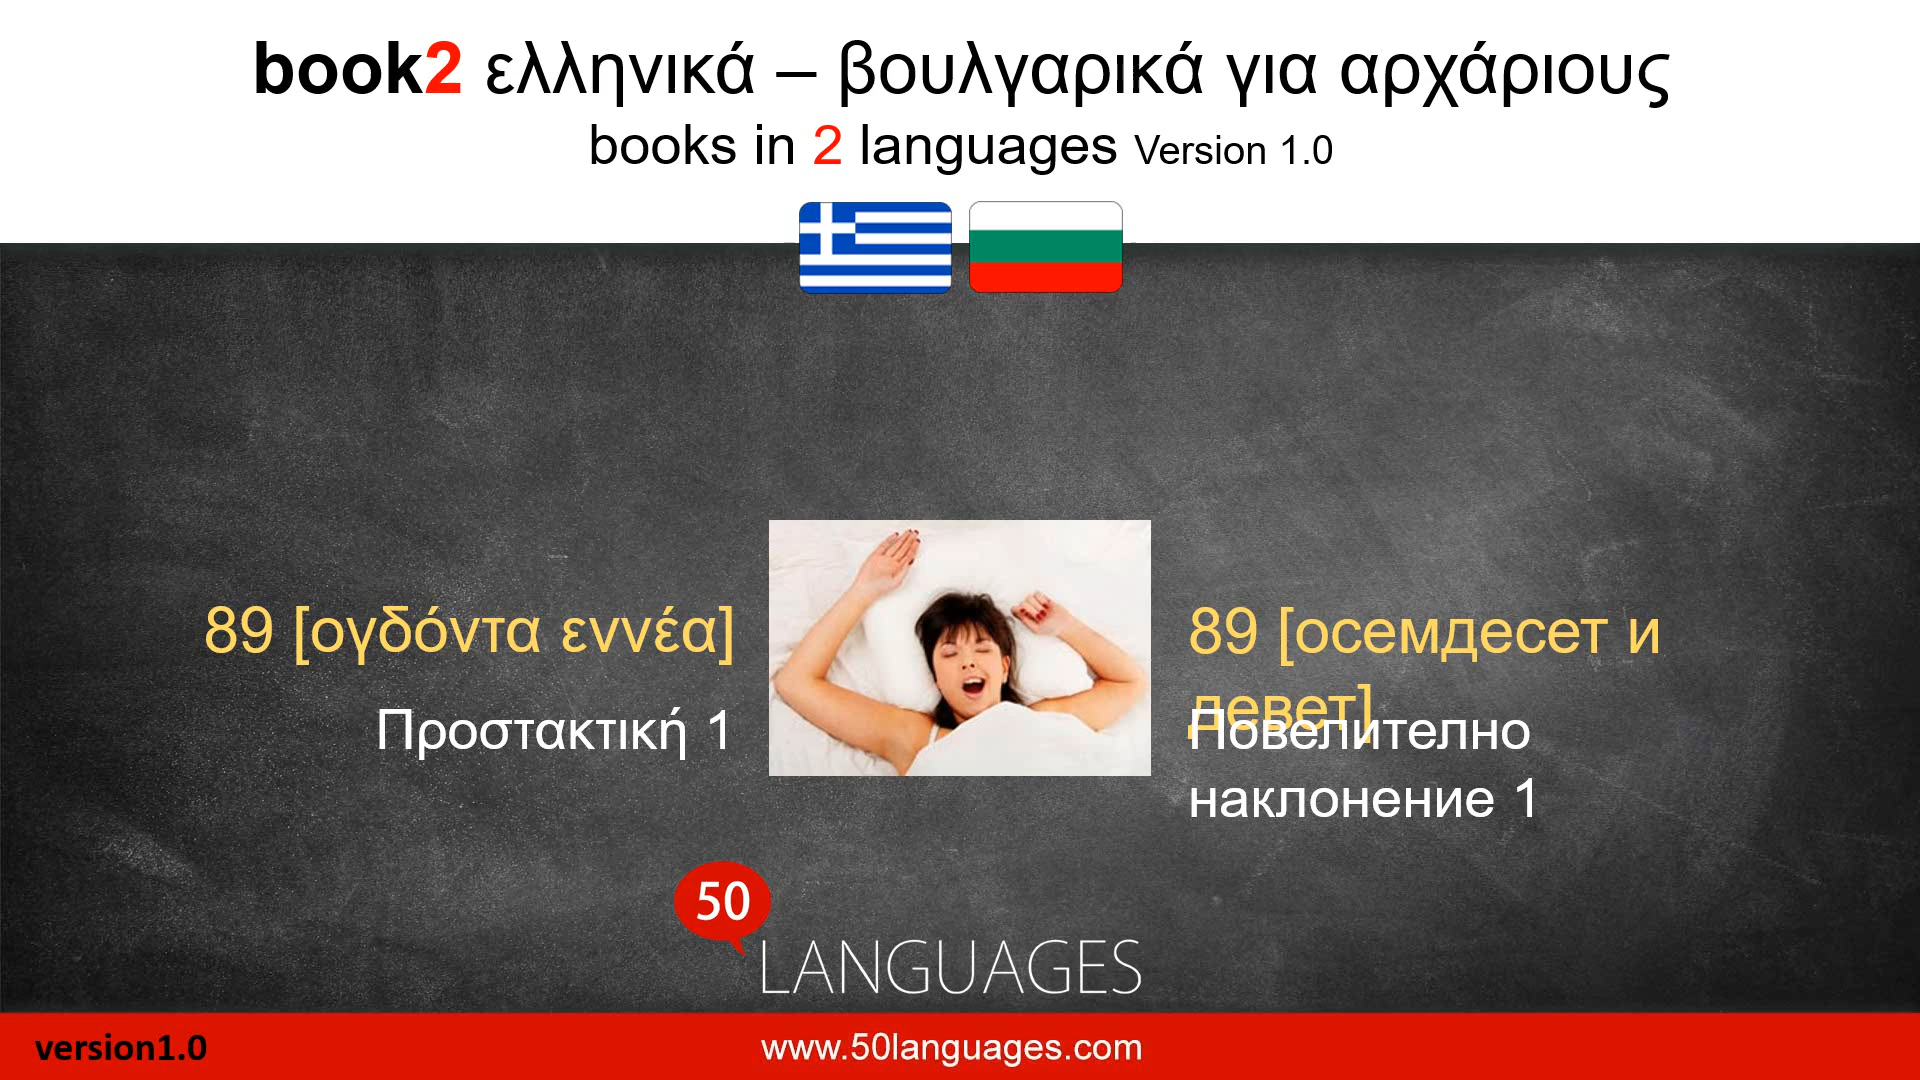 book2 ελληνικά – βουλγαρικά για αρχάριους
books in 2 languages Version 1.0
89 [ογδόντα εννέα]
Προστακτική 1
89 [осемдесет и
девет]
Повелително
наклонение 1
50
LANGUAGES
version1.0
www.50languages.com